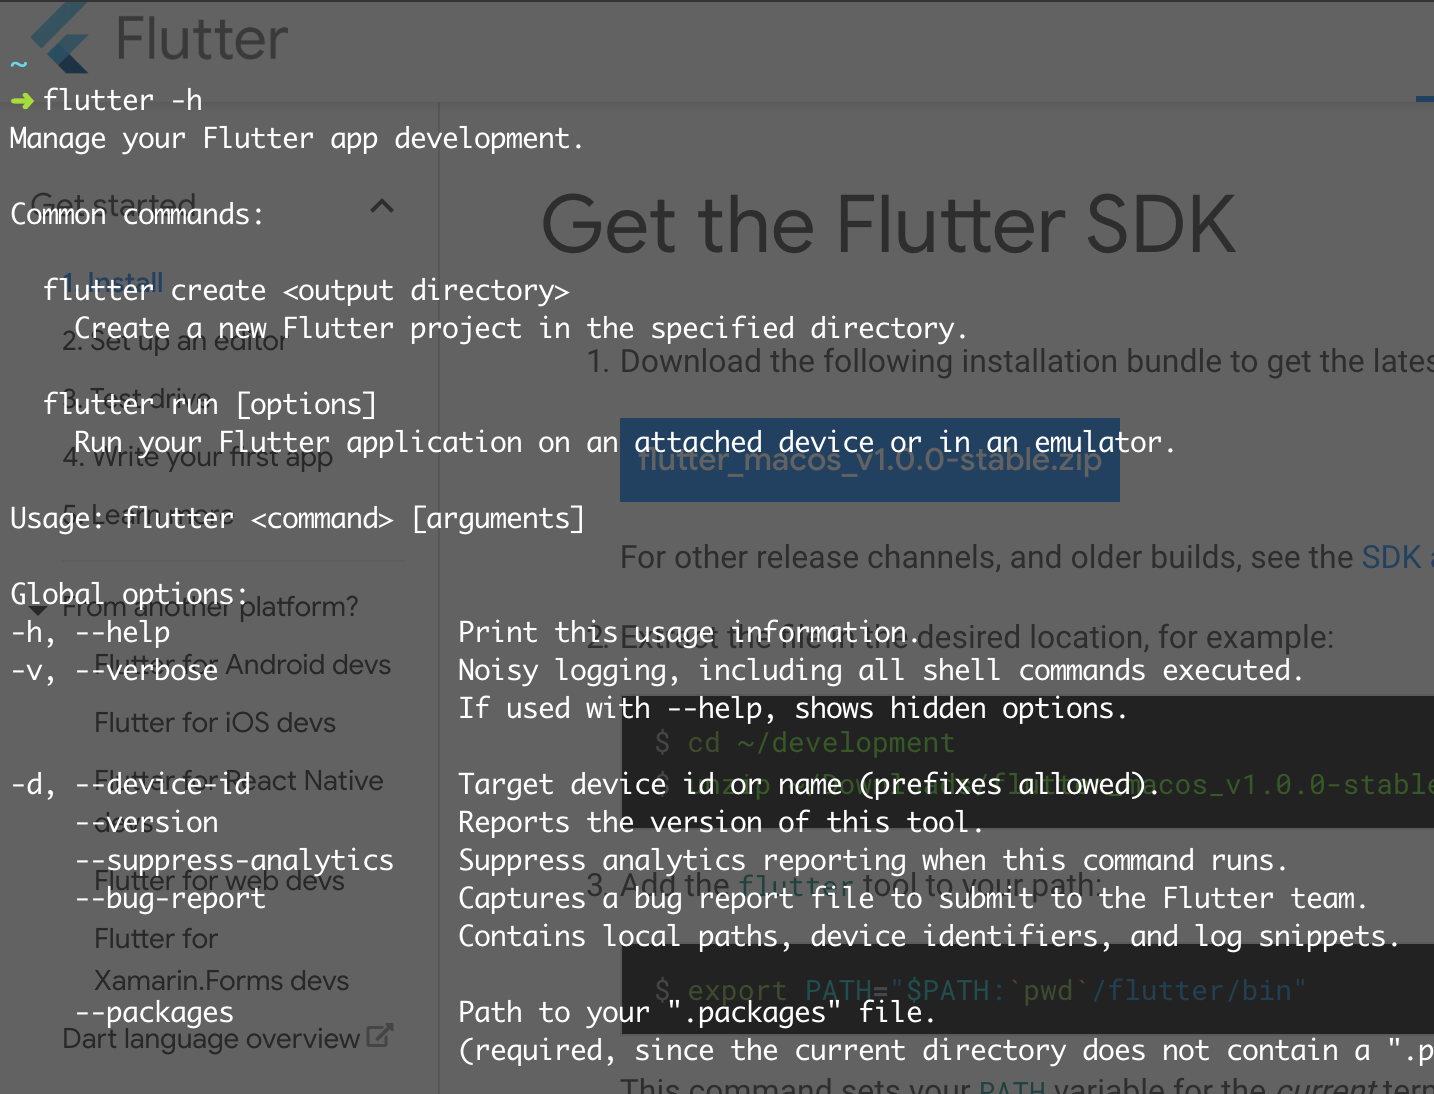 ~
➜ flutter -h
Manage your Flutter app development.
Common commands:
flutter create <output directory>
Create a new Flutter project in the specified directory.
flutter run [options]
Run your Flutter application on an attached device or in an emulator.
Usage: flutter <command> [arguments]
Global options:
-h, --help Print this usage information.
-v, --verbose Noisy logging, including all shell commands executed.
If used with --help, shows hidden options.
-d, --device-id Target device id or name (prefixes allowed).
--version Reports the version of this tool.
--suppress-analytics Suppress analytics reporting when this command runs.
--bug-report Captures a bug report file to submit to the Flutter team.
Contains local paths, device identifiers, and log snippets.
--packages Path to your ".packages" file.
(required, since the current directory does not contain a ".p
Flutter
Get started
1. Install
2. Set up an editor
3. Test drive
4. Write your first app
5. Learn more
From another platform?
Flutter for Android devs
Flutter for iOS devs
Flutter for React Native
devs
Flutter for web devs
Flutter for
Xamarin.Forms devs
Dart language overview
Get the Flutter SDK
1. Download the following installation bundle to get the lates
flutter_macos_v1.0.0-stable.zip
For other release channels, and older builds, see the SDK a
2. Extract the file in the desired location, for example:
$ cd ~/development
$ unzip ~/Downloads/flutter_macos_v1.0.0-stable
3. Add the flutter tool to your path:
$ export PATH="$PATH:`pwd`/flutter/bin"
This command sets your PATH variable for the current term